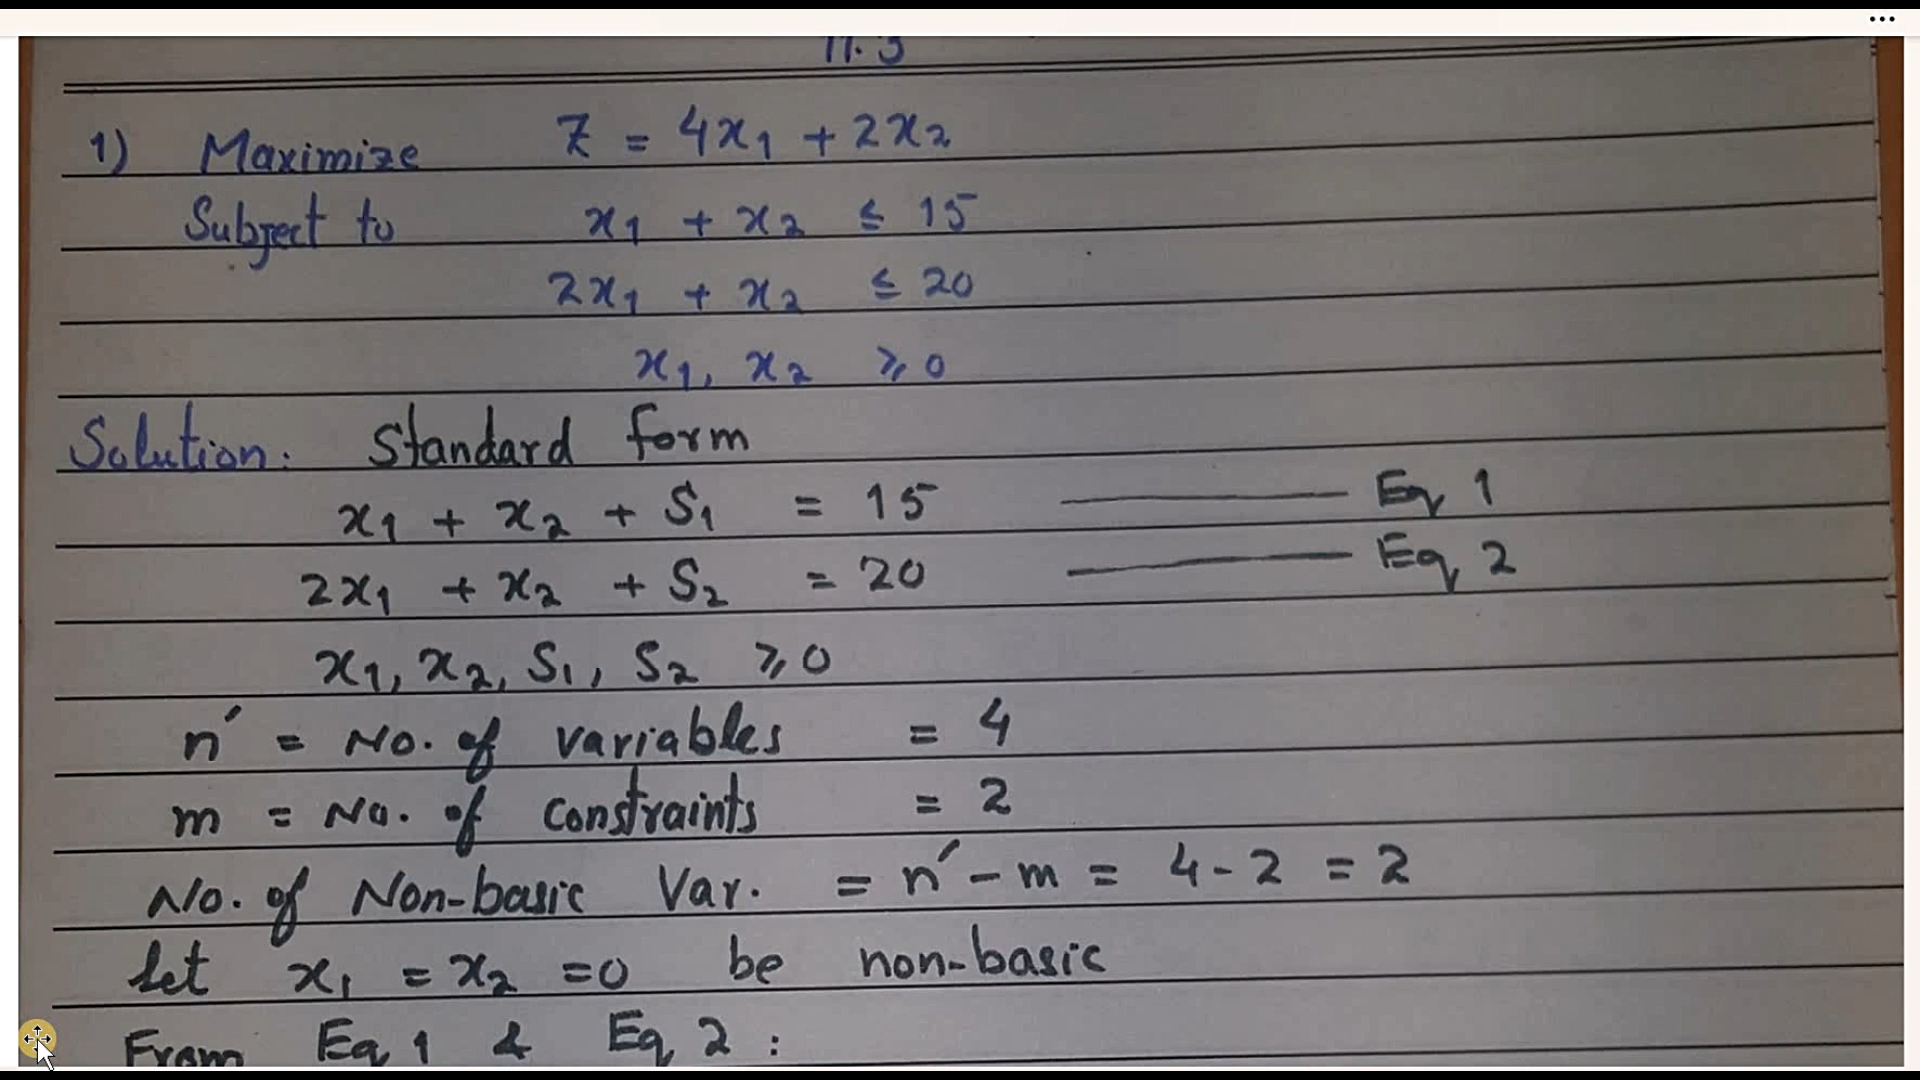 11.3
1) Maximize Z = 4x₁ + 2x₂
Subject to x₁ + x₂ ≤ 15
2x₁ + x₂ ≤ 20
x₁, x₂ ≥ 0
Solution: Standard form
x₁ + x₂ + S₁ = 15 —— Eq 1
2x₁ + x₂ + S₂ = 20 —— Eq 2
x₁, x₂, S₁, S₂ ≥ 0
n′ = No. of variables = 4
m = No. of constraints = 2
No. of Non-basic Var. = n′ - m = 4 - 2 = 2
Let x₁ = x₂ = 0 be non-basic
From Eq 1 & Eq 2 :